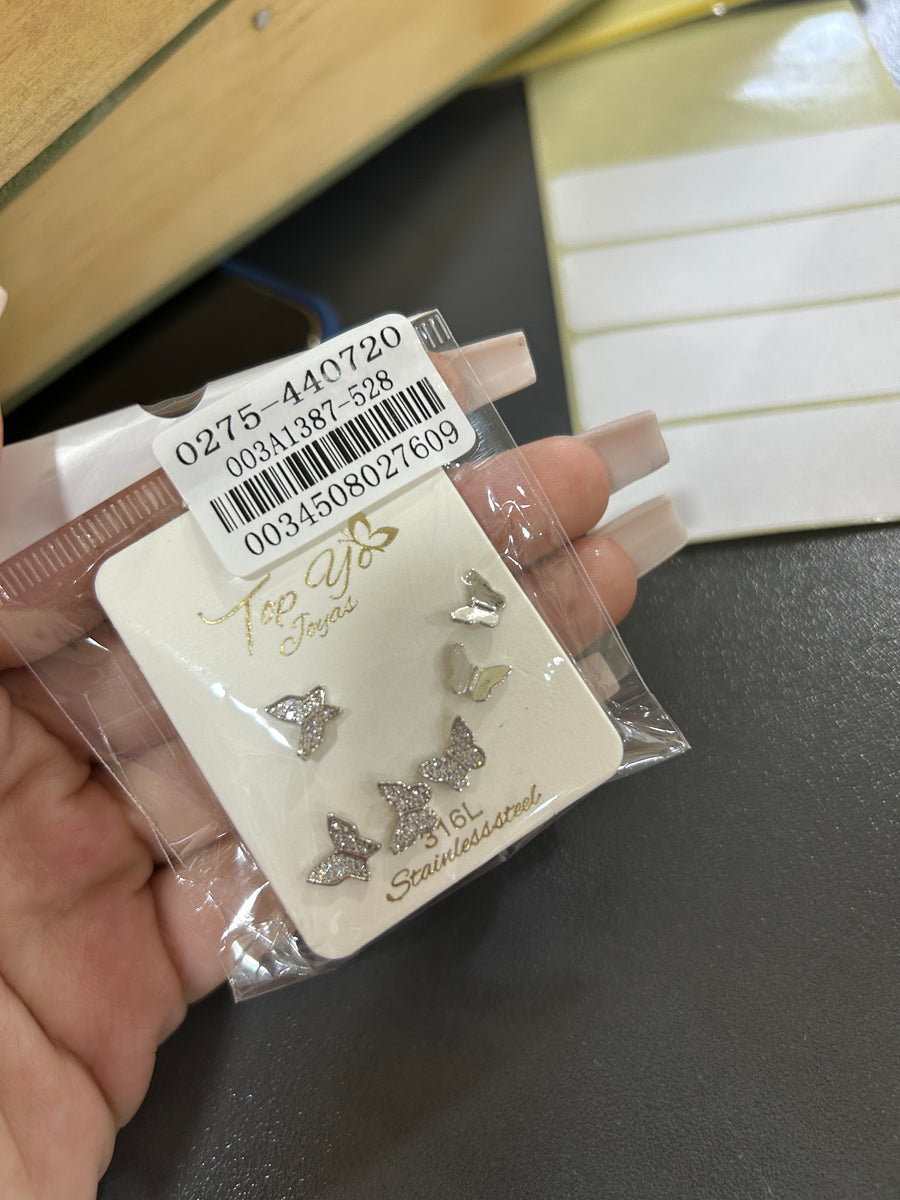 0275-440720
003A1387-528
0034508027609
Top Yo
Joyas
316L
Stainlesssteel